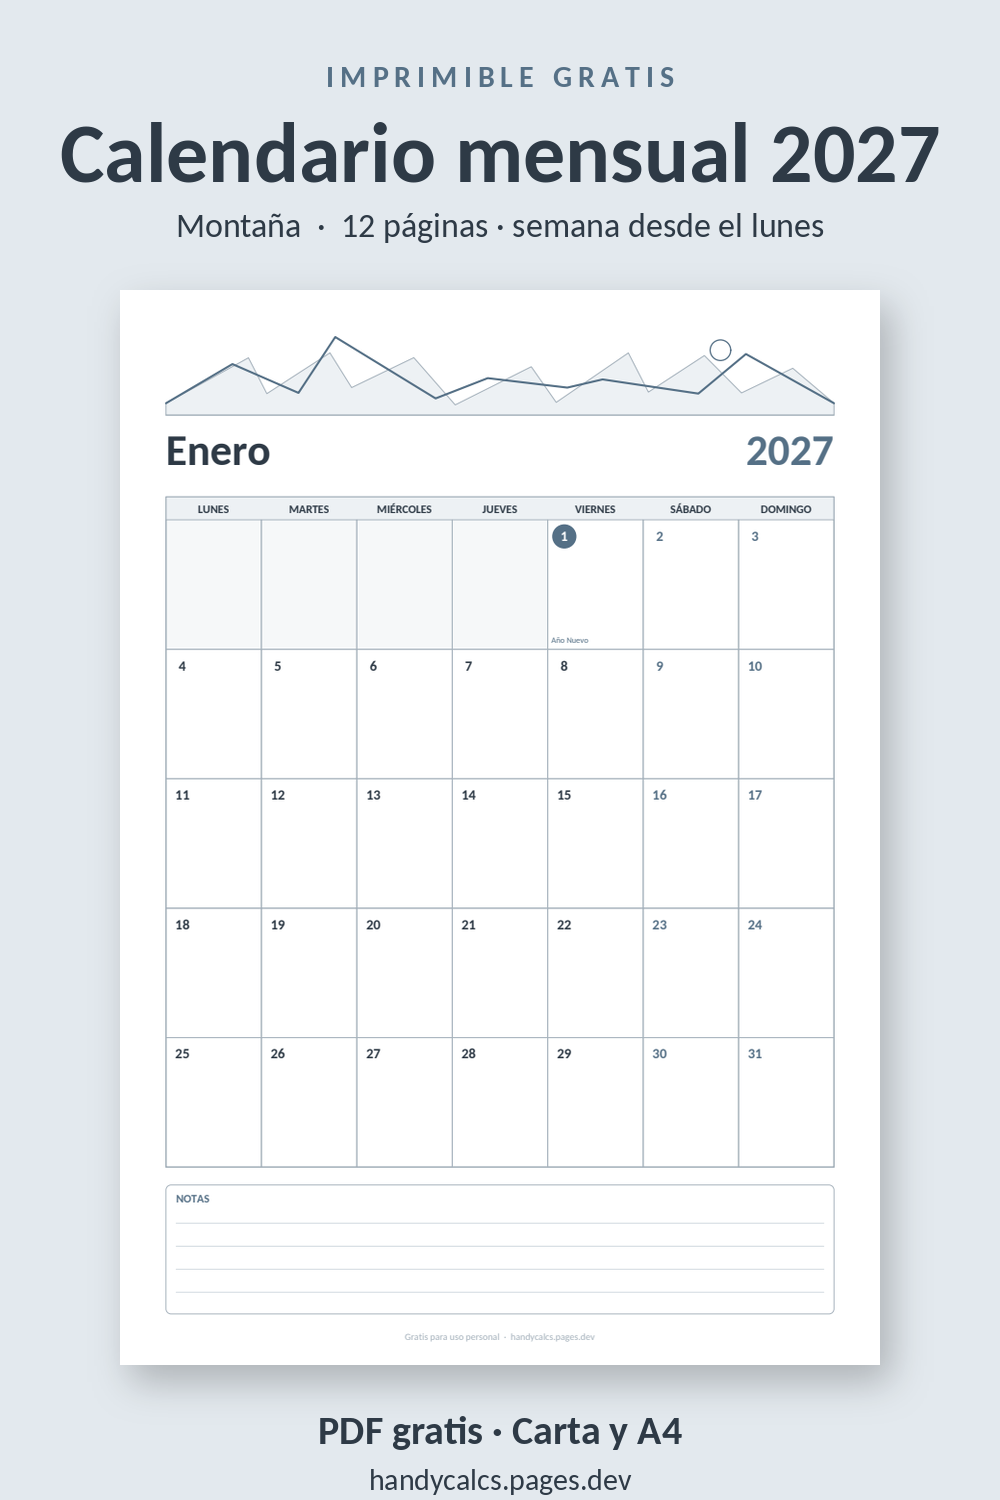 IMPRIMIBLE GRATIS
Calendario mensual 2027
Montaña · 12 páginas · semana desde el lunes
Enero 2027
LUNES MARTES MIÉRCOLES JUEVES VIERNES SÁBADO DOMINGO
1 2 3
Año Nuevo
4 5 6 7 8 9 10
11 12 13 14 15 16 17
18 19 20 21 22 23 24
25 26 27 28 29 30 31
NOTAS
Gratis para uso personal · handycalcs.pages.dev
PDF gratis · Carta y A4
handycalcs.pages.dev